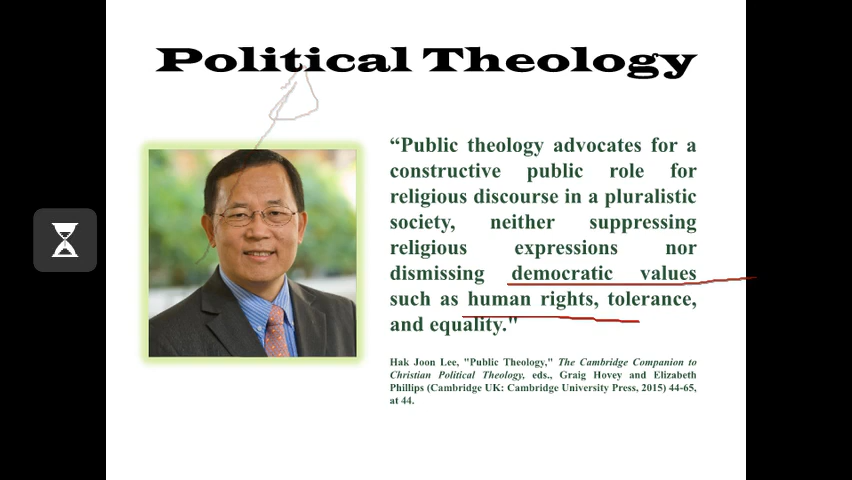 Political Theology
“Public theology advocates for a
constructive public role for
religious discourse in a pluralistic
society, neither suppressing
religious expressions nor
dismissing democratic values
such as human rights, tolerance,
and equality."
Hak Joon Lee, "Public Theology," The Cambridge Companion to
Christian Political Theology, eds., Graig Hovey and Elizabeth
Phillips (Cambridge UK: Cambridge University Press, 2015) 44-65,
at 44.